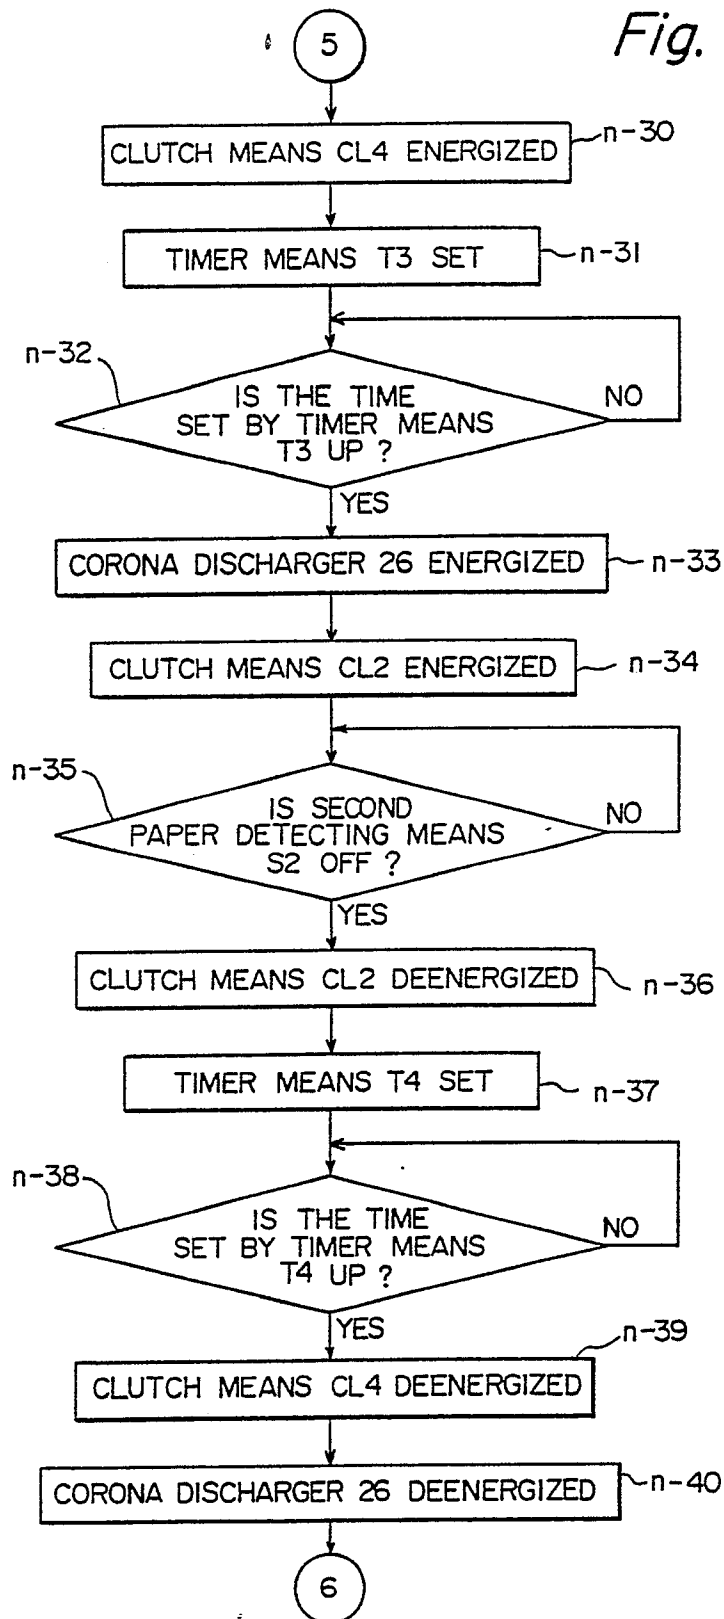 5
Fig.
CLUTCH MEANS CL4 ENERGIZED
n-30
TIMER MEANS T3 SET
n-31
n-32
IS THE TIME
SET BY TIMER MEANS
T3 UP ?
NO
YES
CORONA DISCHARGER 26 ENERGIZED
n-33
CLUTCH MEANS CL2 ENERGIZED
n-34
n-35
IS SECOND
PAPER DETECTING MEANS
S2 OFF ?
NO
YES
CLUTCH MEANS CL2 DEENERGIZED
n-36
TIMER MEANS T4 SET
n-37
n-38
IS THE TIME
SET BY TIMER MEANS
T4 UP ?
NO
YES
n-39
CLUTCH MEANS CL4 DEENERGIZED
CORONA DISCHARGER 26 DEENERGIZED
n-40
6